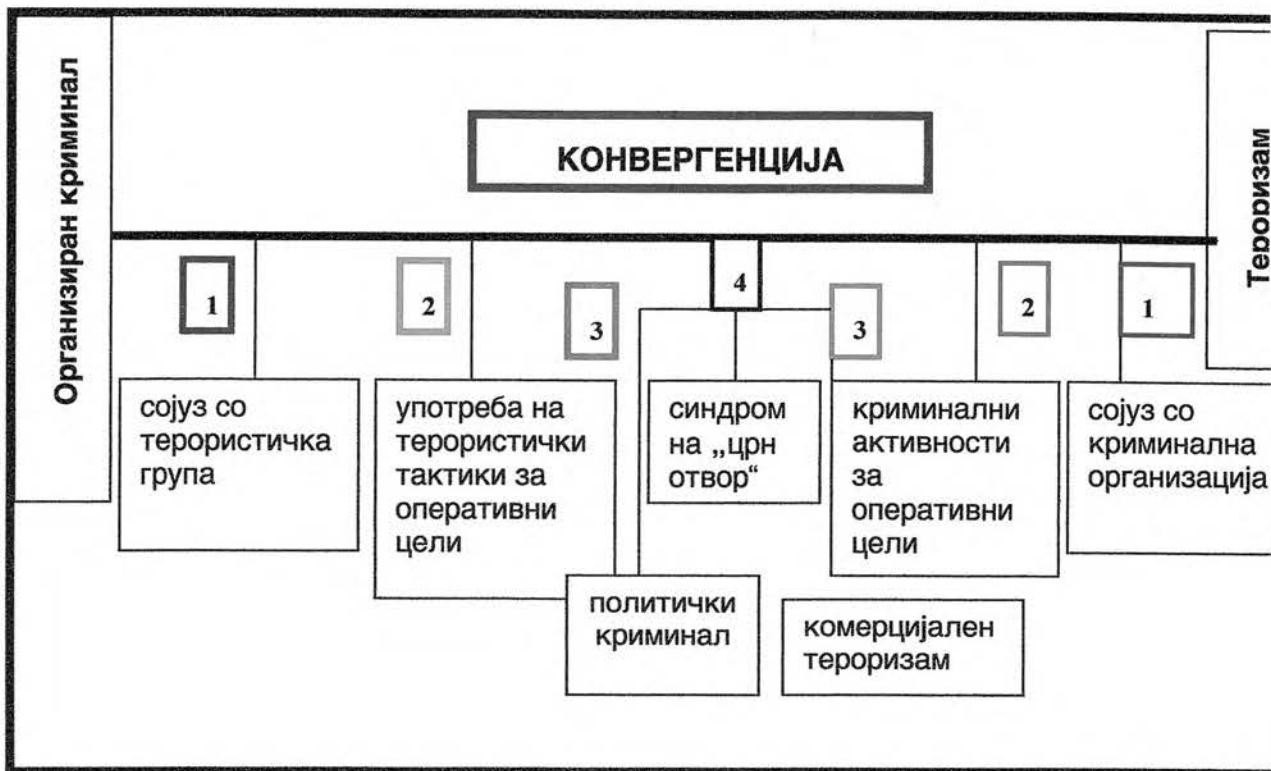 Организиран криминал
КОНВЕРГЕНЦИЈА
Тероризам
1
2
3
4
3
2
1
сојуз со
терористичка
група
употреба на
терористички
тактики за
оперативни
цели
синдром
на „црн
отвор“
криминални
активности
за
оперативни
цели
сојуз со
криминална
организација
политички
криминал
комерцијален
тероризам